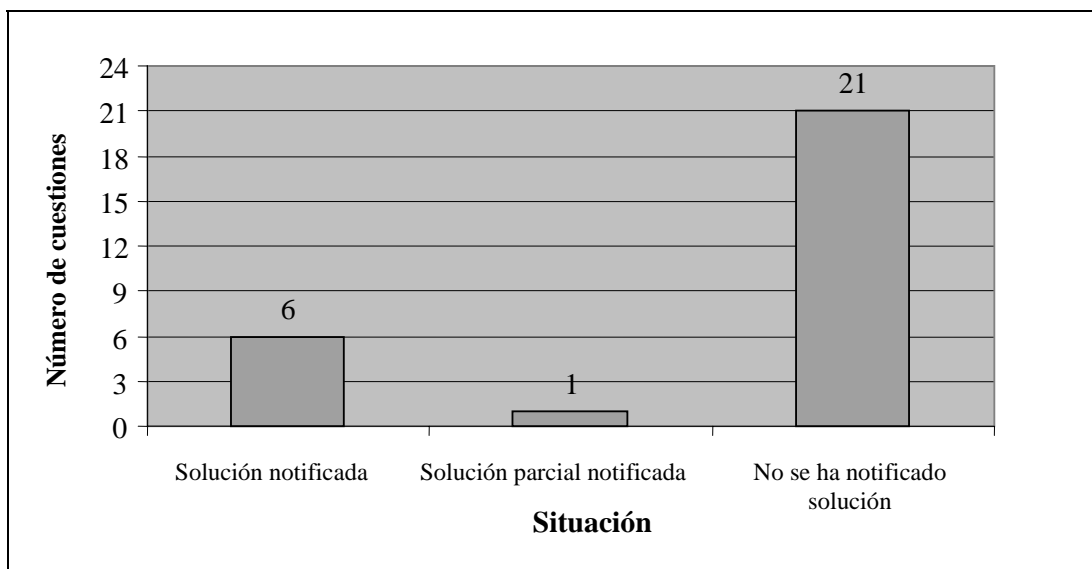 24
21
18
15
12
9
6
3
0
Número de cuestiones
6
1
21
Solución notificada
Solución parcial notificada
No se ha notificado
solución
Situación